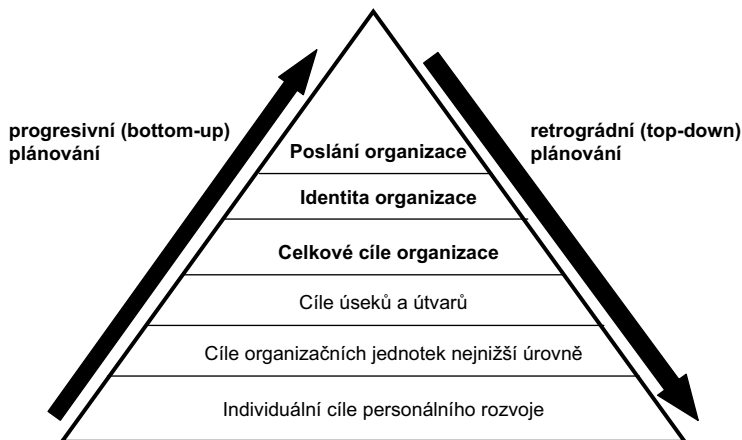 progresivní (bottom-up)
plánování
retrográdní (top-down)
plánování
Poslání organizace
Identita organizace
Celkové cíle organizace
Cíle úseků a útvarů
Cíle organizačních jednotek nejnižší úrovně
Individuální cíle personálního rozvoje